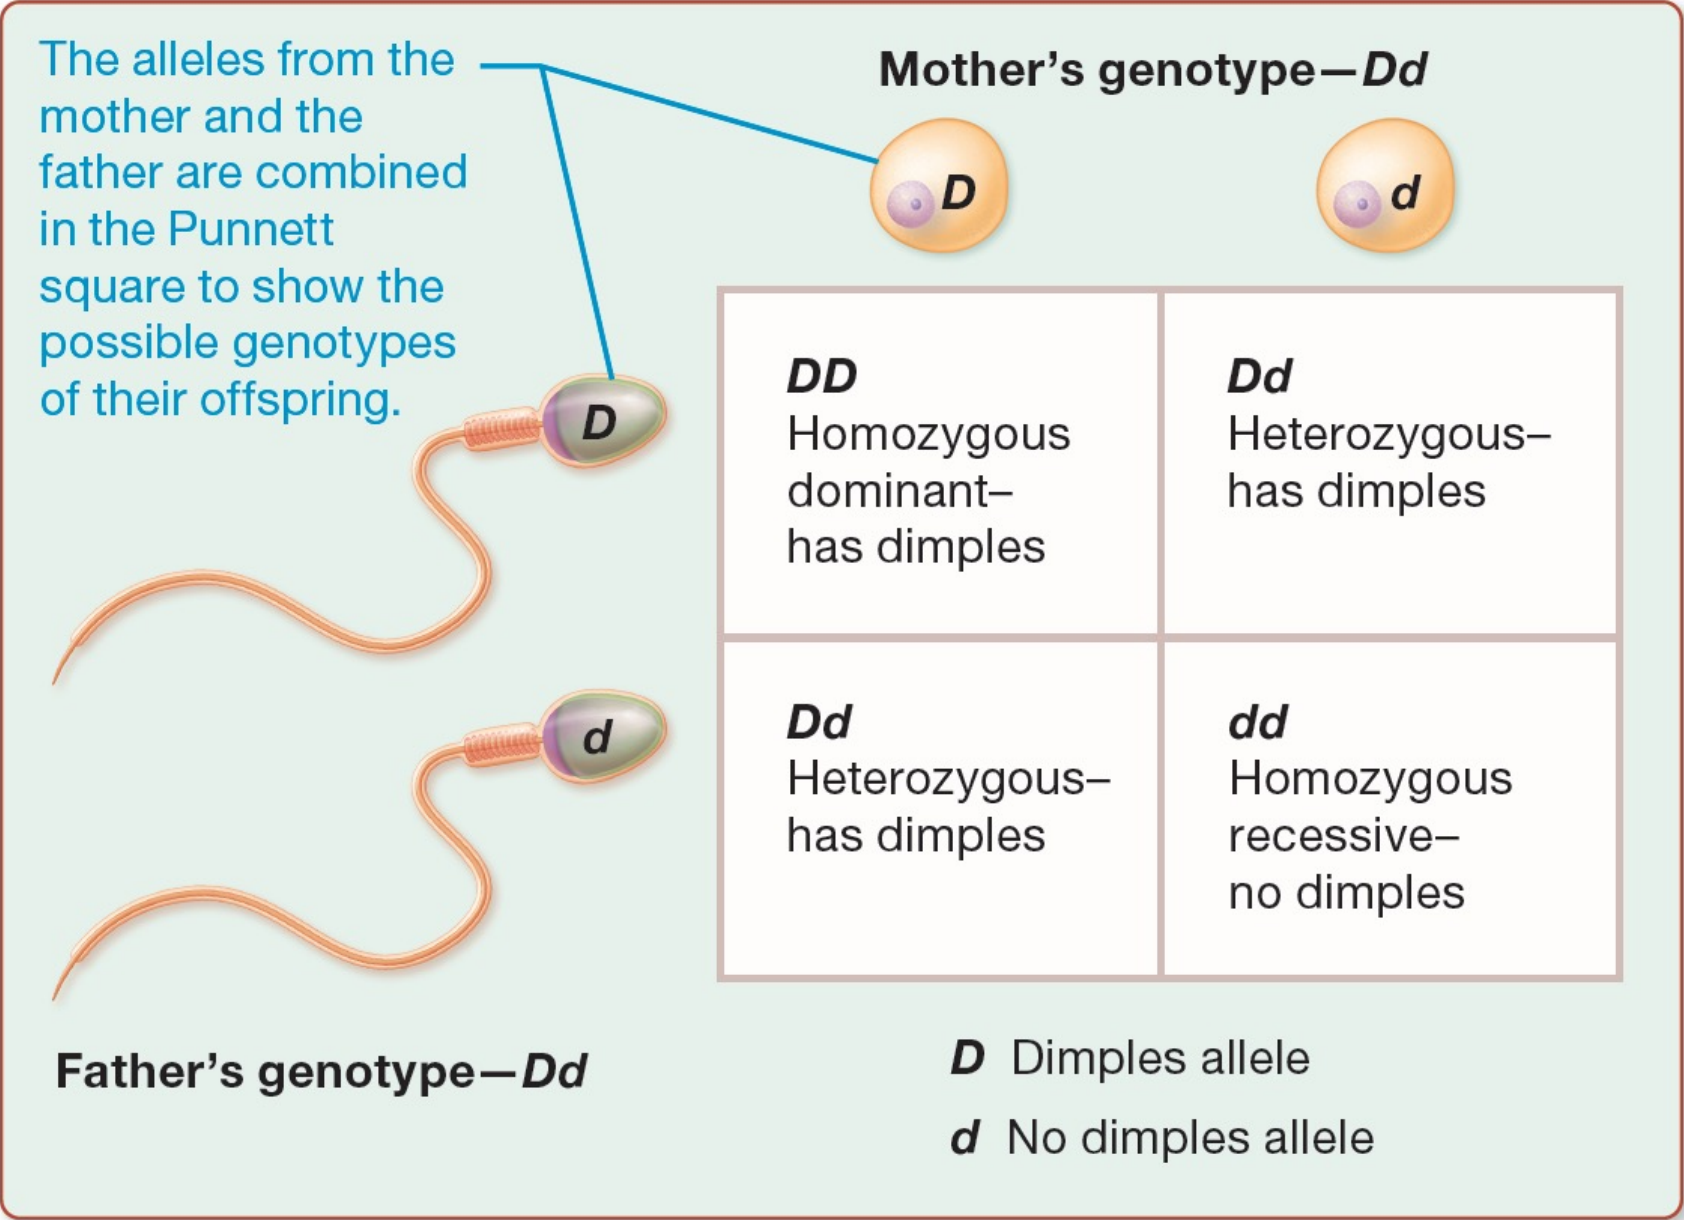 The alleles from the
mother and the
father are combined
in the Punnett
square to show the
possible genotypes
of their offspring.
Mother’s genotype—Dd
D
d
D
DD
Homozygous
dominant–
has dimples
Dd
Heterozygous–
has dimples
d
Dd
Heterozygous–
has dimples
dd
Homozygous
recessive–
no dimples
Father’s genotype—Dd
D Dimples allele
d No dimples allele